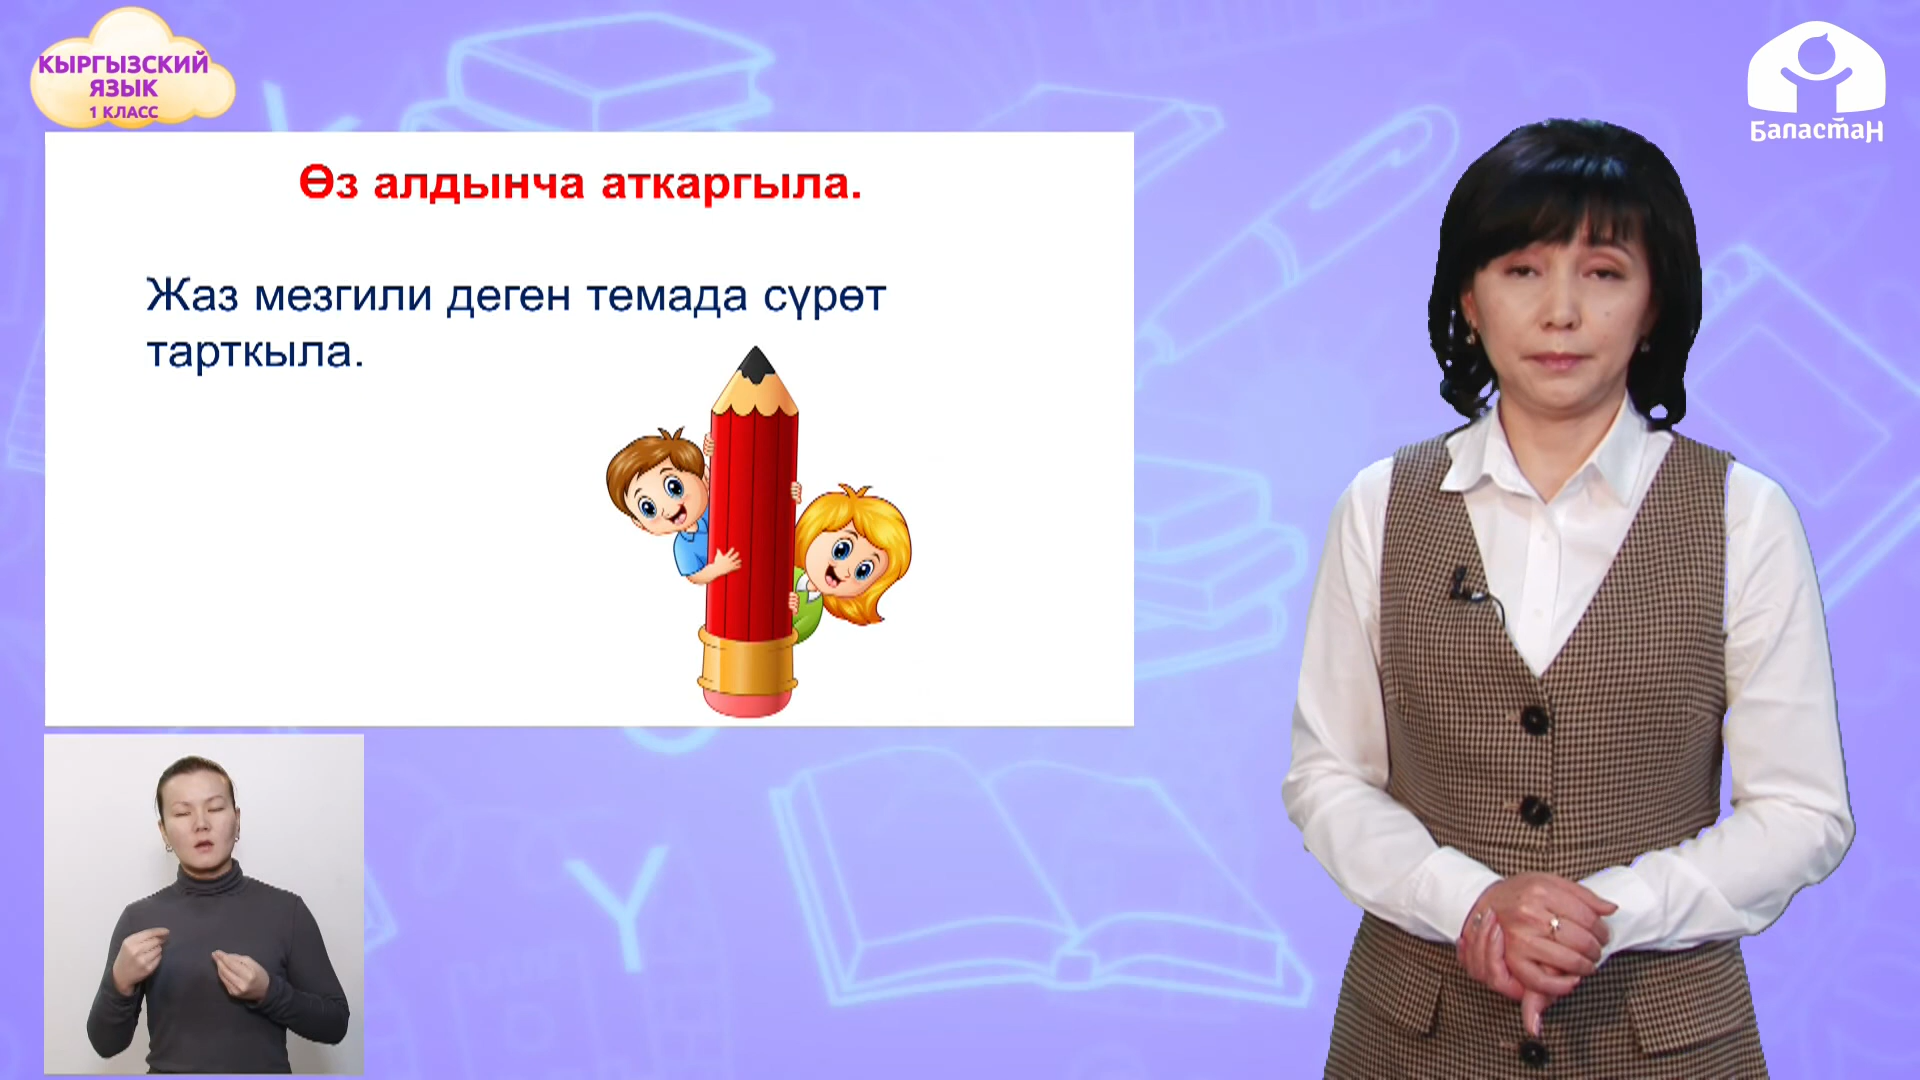 КЫРГЫЗСКИЙ
ЯЗЫК
1 КЛАСС
Баластан
Өз алдынча аткаргыла.
Жаз мезгили деген темада сүрөт
тарткыла.